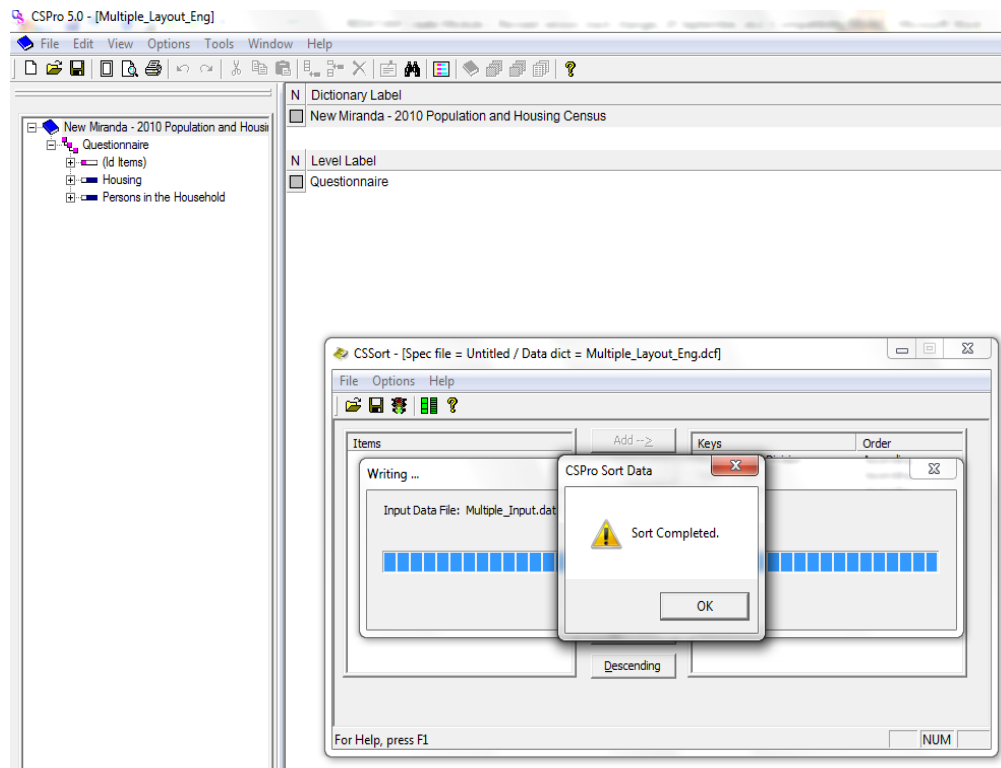 CSPro 5.0 - [Multiple_Layout_Eng]
File Edit View Options Tools Window Help
N Dictionary Label
New Miranda - 2010 Population and Housing Census
New Miranda - 2010 Population and Housi
Questionnaire
(Id Items)
Housing
Persons in the Household
N Level Label
Questionnaire
CSSort - [Spec file = Untitled / Data dict = Multiple_Layout_Eng.dcf]
File Options Help
Items
Add -->
Keys
Order
Writing ...
Input Data File: Multiple_Input.dat
CSPro Sort Data
Sort Completed.
OK
Descending
For Help, press F1
NUM